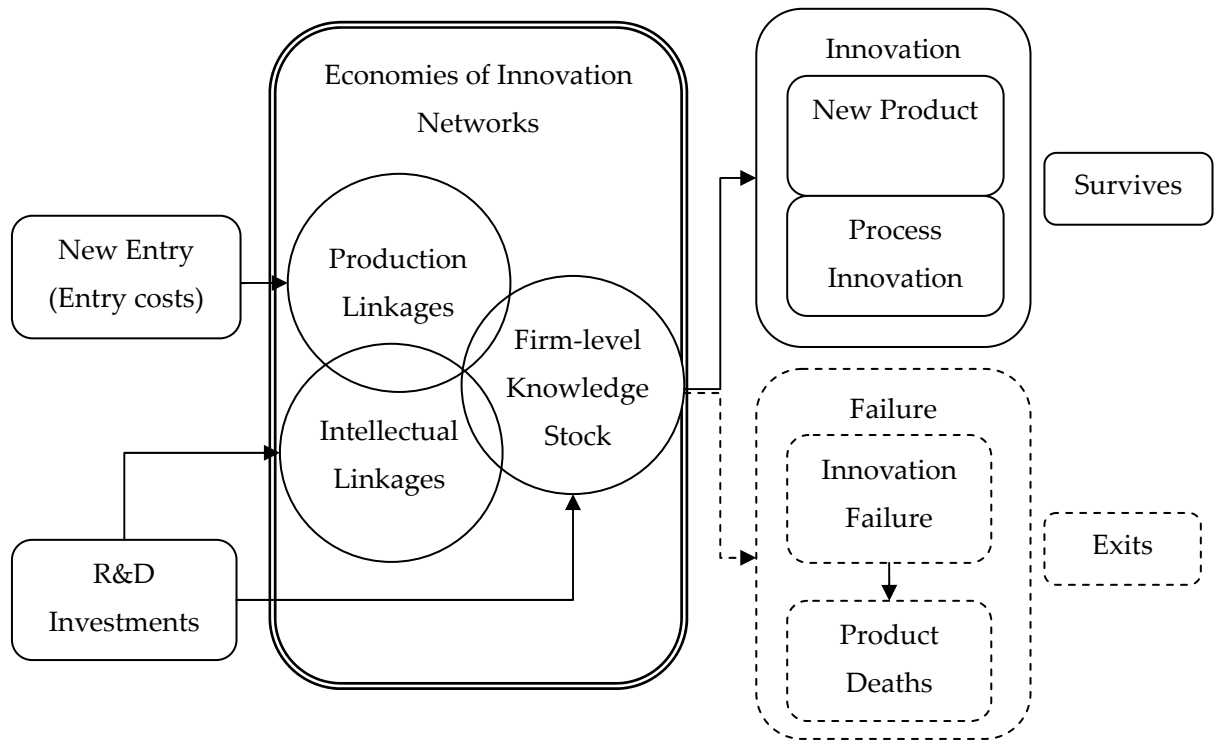 Economies of Innovation
Networks
New Entry
(Entry costs)
R&D
Investments
Production
Linkages
Intellectual
Linkages
Firm-level
Knowledge
Stock
Innovation
New Product
Process
Innovation
Survives
Failure
Innovation
Failure
Product
Deaths
Exits